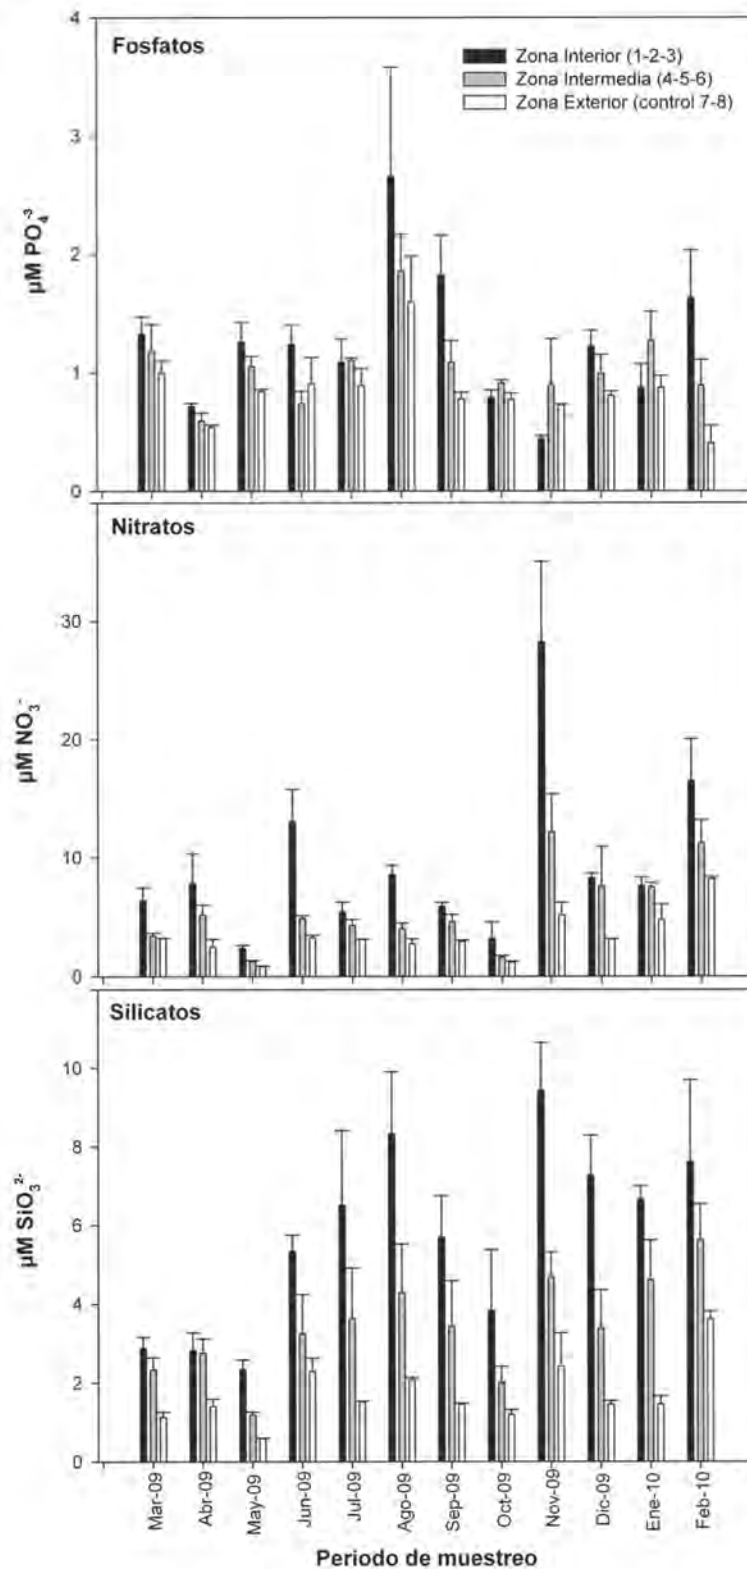 Fosfatos
Zona Interior (1-2-3)
Zona Intermedia (4-5-6)
Zona Exterior (control 7-8)
4
3
2
1
0
µM PO₄⁻³
Nitratos
30
20
10
0
µM NO₃⁻
Silicatos
10
8
6
4
2
0
µM SiO₃²⁻
Mar-09
Abr-09
May-09
Jun-09
Jul-09
Ago-09
Sep-09
Oct-09
Nov-09
Dic-09
Ene-10
Feb-10
Periodo de muestreo